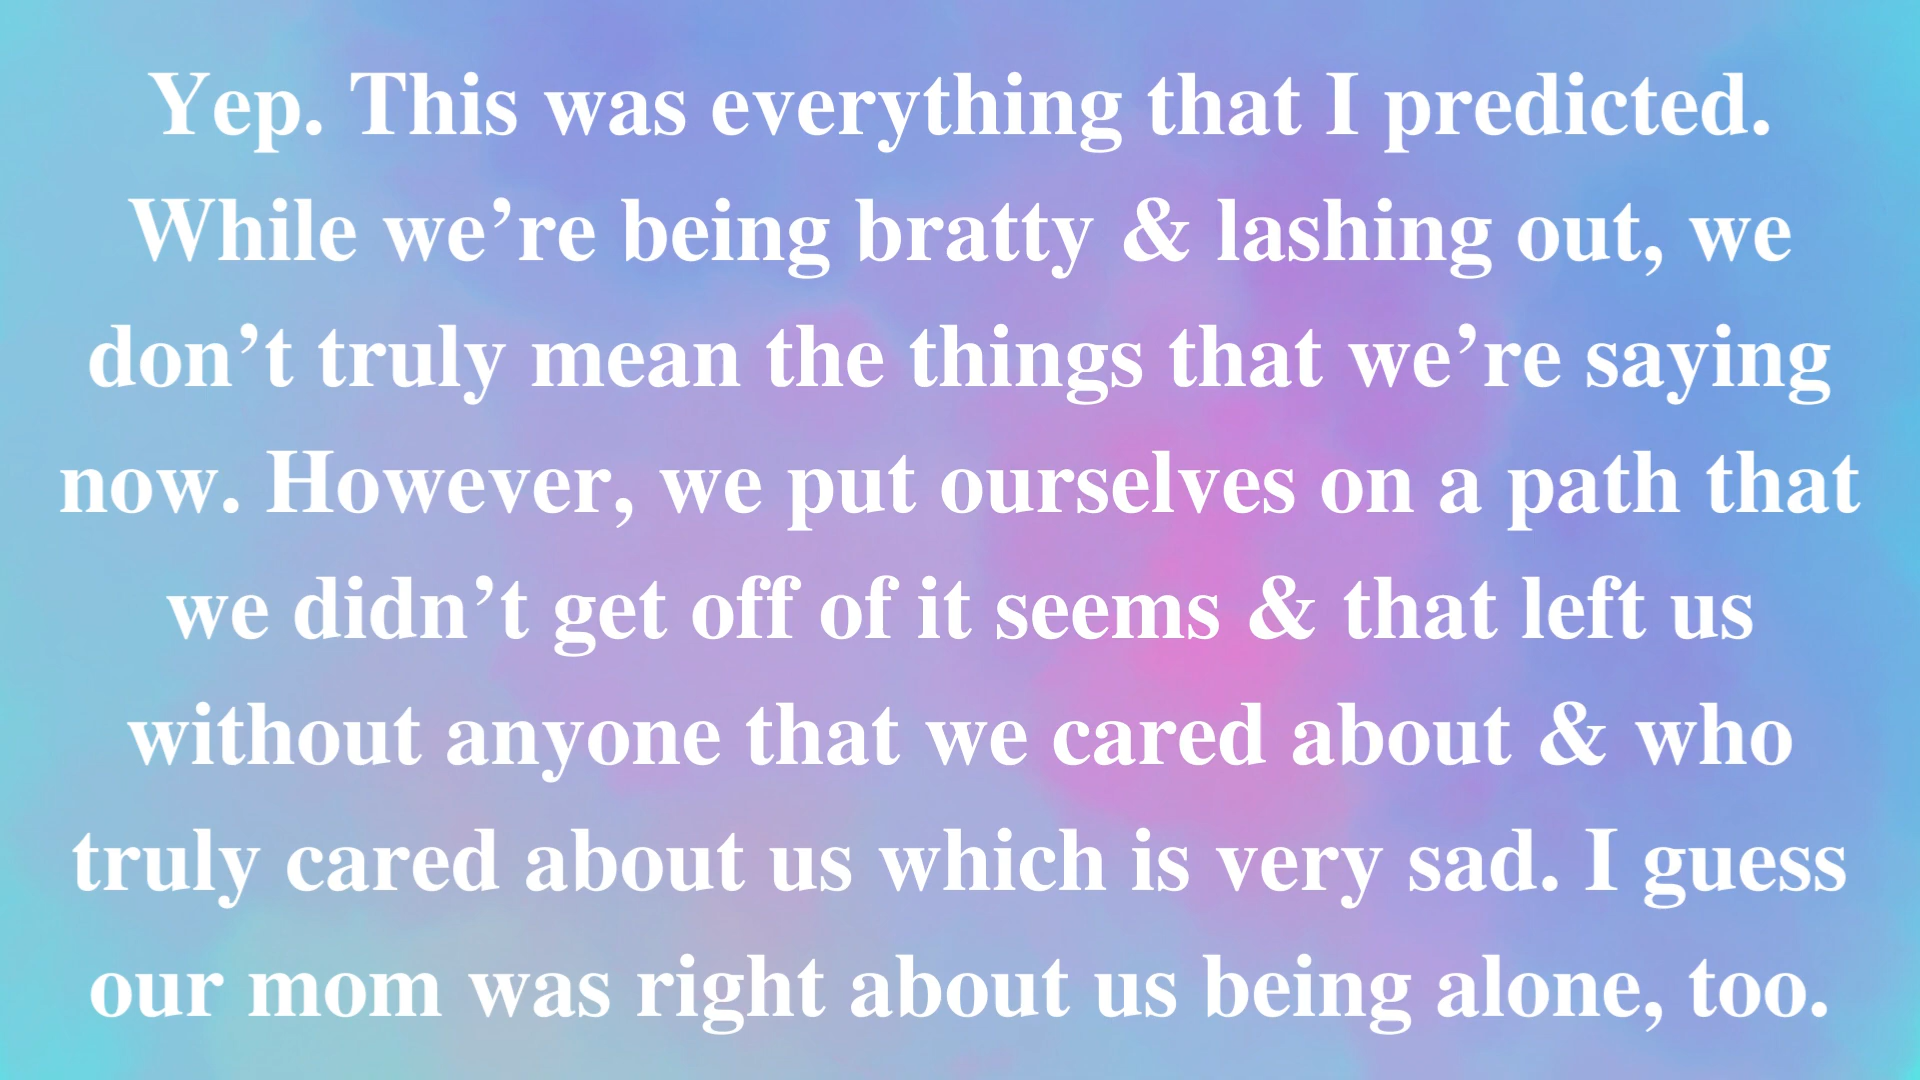 Yep. This was everything that I predicted.
While we’re being bratty & lashing out, we
don’t truly mean the things that we’re saying
now. However, we put ourselves on a path that
we didn’t get off of it seems & that left us
without anyone that we cared about & who
truly cared about us which is very sad. I guess
our mom was right about us being alone, too.